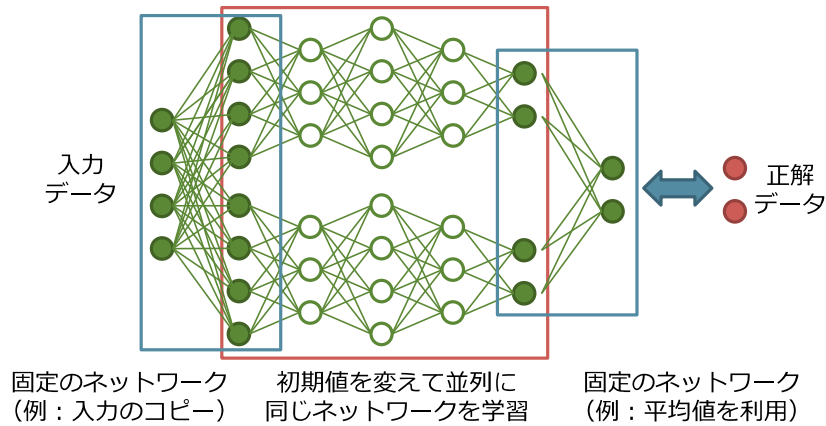 入力
データ
正解
データ
固定のネットワーク
（例：入力のコピー）
初期値を変えて並列に
同じネットワークを学習
固定のネットワーク
（例：平均値を利用）